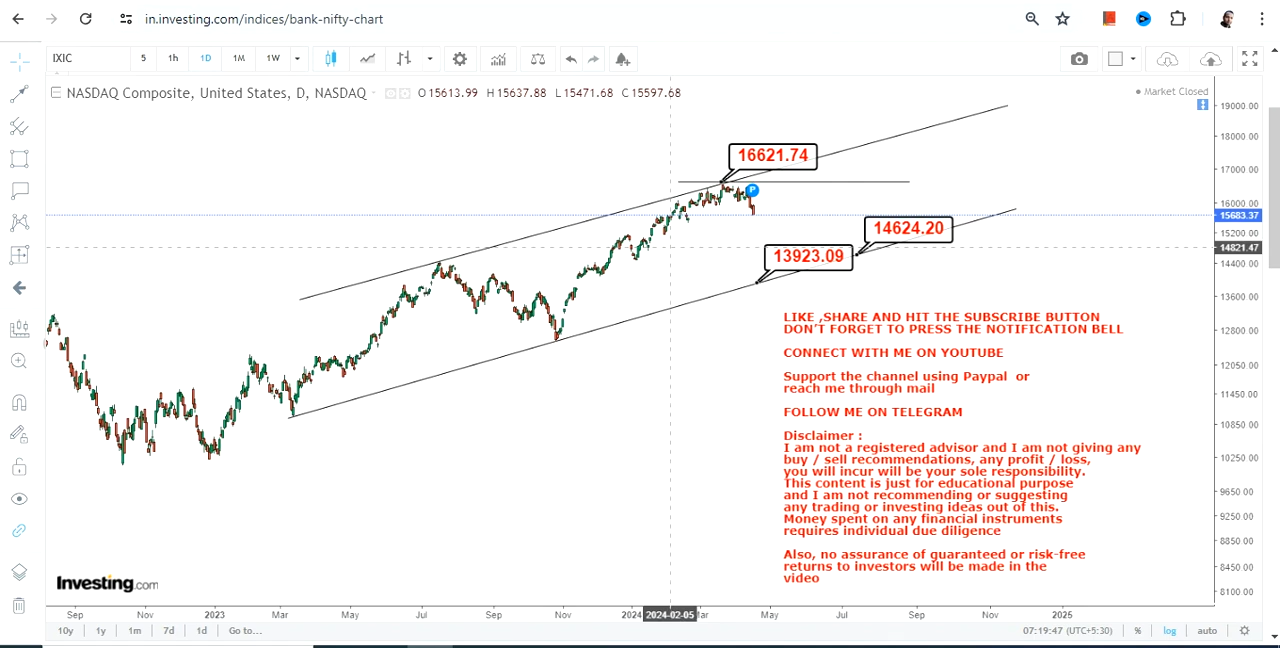 in.investing.com/indices/bank-nifty-chart
IXIC 5 1h 1D 1M 1W
NASDAQ Composite, United States, D, NASDAQ O15613.99 H15637.88 L15471.68 C15597.68
Market Closed
19000.00
18000.00
17000.00
16000.00
15683.37
15200.00
14821.47
14400.00
13600.00
12800.00
12050.00
11450.00
10850.00
10250.00
9650.00
9250.00
8850.00
8450.00
8100.00
16621.74
P
14624.20
13923.09
LIKE ,SHARE AND HIT THE SUBSCRIBE BUTTON
DON'T FORGET TO PRESS THE NOTIFICATION BELL
CONNECT WITH ME ON YOUTUBE
Support the channel using Paypal or
reach me through mail
FOLLOW ME ON TELEGRAM
Disclaimer :
I am not a registered advisor and I am not giving any
buy / sell recommendations, any profit / loss,
you will incur will be your sole responsibility.
This content is just for educational purpose
and I am not recommending or suggesting
any trading or investing ideas out of this.
Money spent on any financial instruments
requires individual due diligence
Also, no assurance of guaranteed or risk-free
returns to investors will be made in the
video
Investing.com
Sep Nov 2023 Mar May Jul Sep Nov 2024 2024-02-05 Mar May Jul Sep Nov 2025
10y 1y 1m 7d 1d Go to... 07:19:47 (UTC+5:30) % log auto